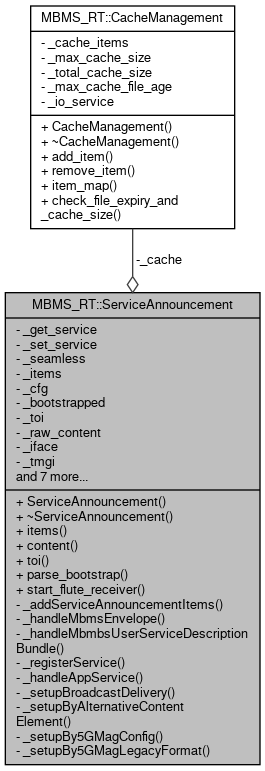 MBMS_RT::CacheManagement
- _cache_items
- _max_cache_size
- _total_cache_size
- _max_cache_file_age
- _io_service
+ CacheManagement()
+ ~CacheManagement()
+ add_item()
+ remove_item()
+ item_map()
+ check_file_expiry_and
_cache_size()
-_cache
MBMS_RT::ServiceAnnouncement
- _get_service
- _set_service
- _seamless
- _items
- _cfg
- _bootstrapped
- _toi
- _raw_content
- _iface
- _tmgi
and 7 more...
+ ServiceAnnouncement()
+ ~ServiceAnnouncement()
+ items()
+ content()
+ toi()
+ parse_bootstrap()
+ start_flute_receiver()
- _addServiceAnnouncementItems()
- _handleMbmsEnvelope()
- _handleMbmbsUserServiceDescription
Bundle()
- _registerService()
- _handleAppService()
- _setupBroadcastDelivery()
- _setupByAlternativeContent
Element()
- _setupBy5GMagConfig()
- _setupBy5GMagLegacyFormat()